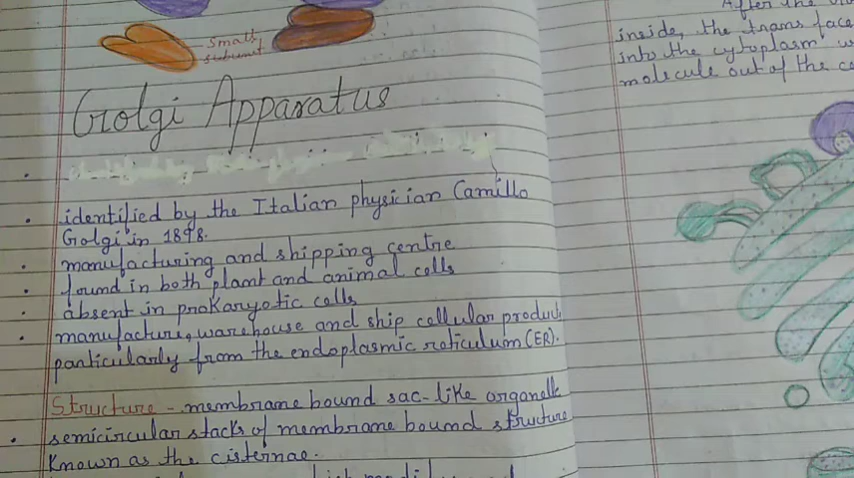 Small
subunit
Golgi Apparatus
identified by the Italian physician Camillo
Golgi in 1898.
manufacturing and shipping centre
found in both plant and animal cells
absent in prokaryotic cells
manufacture, warehouse and ship cellular product,
particularly from the endoplasmic reticulum (ER).
Structure - membrane bound sac-like organelle
semicircular stacks of membrane bound structure
known as the cisternae.
After the
inside, the trans face
into the cytoplasm
molecule out of the